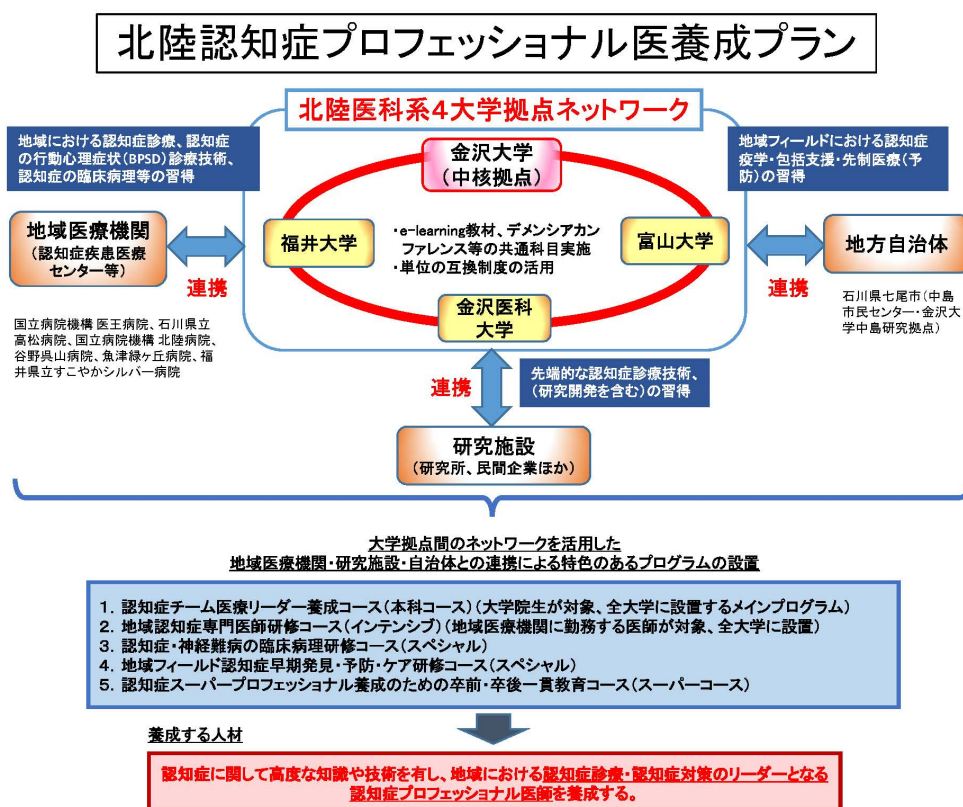 北陸認知症プロフェッショナル医養成プラン
北陸医科系４大学拠点ネットワーク
地域における認知症診療、認知症
の行動心理症状（BPSD）診療技術、
認知症の臨床病理等の習得
地域フィールドにおける認知症
疫学・包括支援・先制医療（予
防）の習得
金沢大学
（中核拠点）
地域医療機関
（認知症疾患医療
センター等）
連携
福井大学
・e-learning教材、デメンシアカン
ファレンス等の共通科目実施
・単位の互換制度の活用
富山大学
連携
地方自治体
金沢医科
大学
国立病院機構 医王病院、石川県立
高松病院、国立病院機構 北陸病院、
谷野呉山病院、魚津緑ヶ丘病院、福
井県立すこやかシルバー病院
石川県七尾市（中島
市民センター・金沢大
学中島研究拠点）
連携
先端的な認知症診療技術、
（研究開発を含む）の習得
研究施設
（研究所、民間企業ほか）
大学拠点間のネットワークを活用した
地域医療機関・研究施設・自治体との連携による特色のあるプログラムの設置
1. 認知症チーム医療リーダー養成コース（本科コース）（大学院生が対象、全大学に設置するメインプログラム）
2. 地域認知症専門医師研修コース（インテンシブ）（地域医療機関に勤務する医師が対象、全大学に設置）
3. 認知症・神経難病の臨床病理研修コース（スペシャル）
4. 地域フィールド認知症早期発見・予防・ケア研修コース（スペシャル）
5. 認知症スーパープロフェッショナル養成のための卒前・卒後一貫教育コース（スーパーコース）
養成する人材
認知症に関して高度な知識や技術を有し、地域における認知症診療・認知症対策のリーダーとなる
認知症プロフェッショナル医師を養成する。